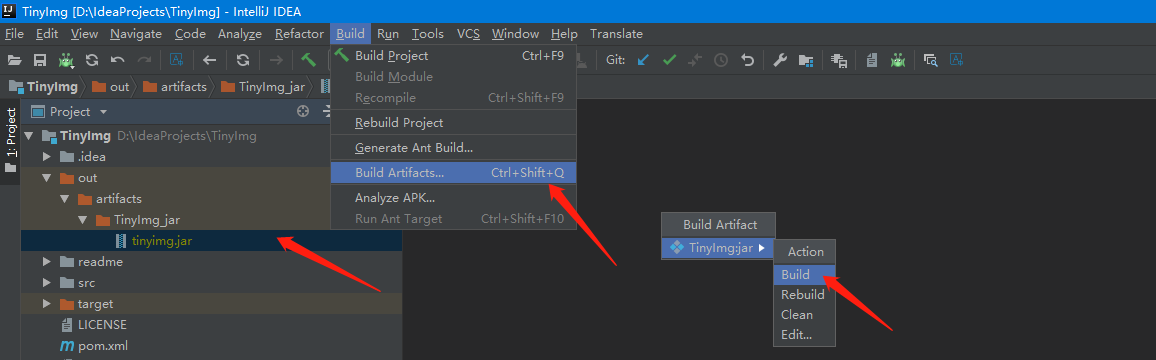 TinyImg [D:\IdeaProjects\TinyImg] - IntelliJ IDEA
File Edit View Navigate Code Analyze Refactor Build Run Tools VCS Window Help Translate
Git:
TinyImg out artifacts TinyImg_jar
1: Project
Project
TinyImg D:\IdeaProjects\TinyImg
.idea
out
artifacts
TinyImg_jar
tinyimg.jar
readme
src
target
LICENSE
pom.xml
Build Project Ctrl+F9
Build Module
Recompile Ctrl+Shift+F9
Rebuild Project
Generate Ant Build...
Build Artifacts... Ctrl+Shift+Q
Analyze APK...
Run Ant Target Ctrl+Shift+F10
Build Artifact
TinyImg:jar
Action
Build
Rebuild
Clean
Edit...